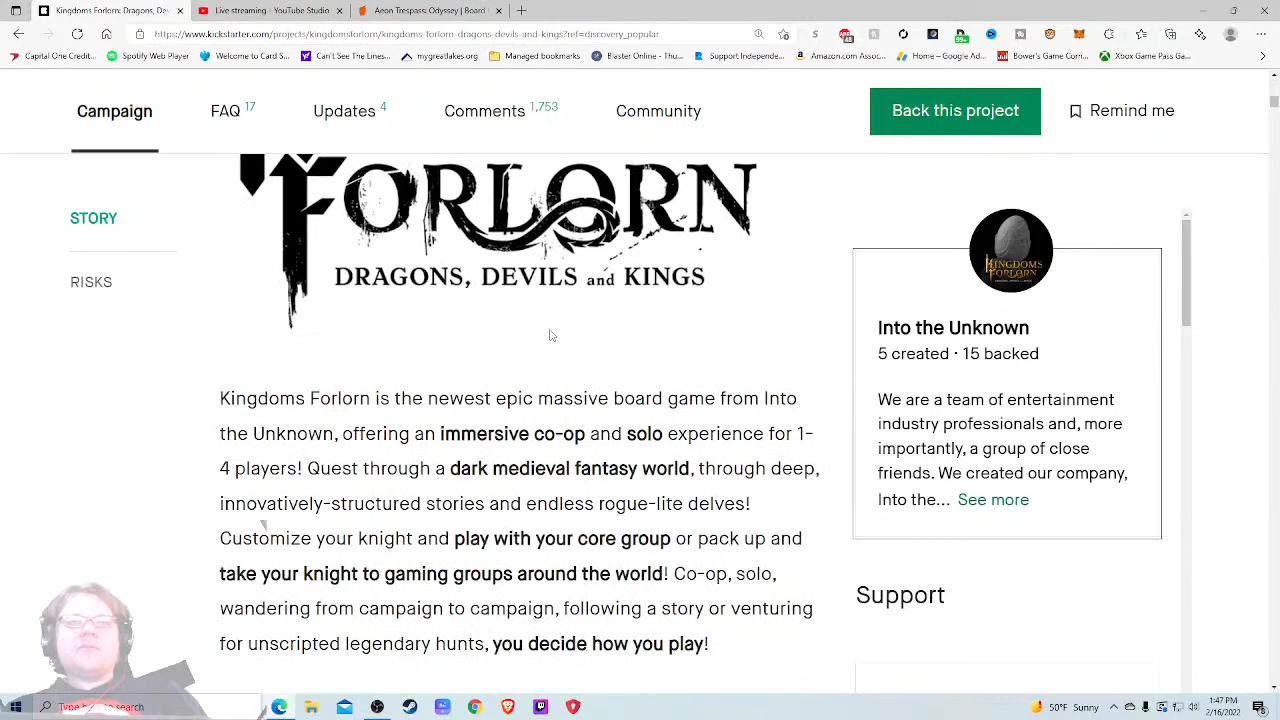 Kingdoms Forlorn: Dragons, Dev
Live streaming - YouTube Studio
Aeon Trespass Odyssey | Board
https://www.kickstarter.com/projects/kingdomsforlorn/kingdoms-forlorn-dragons-devils-and-kings?ref=discovery_popular
48
99+
Capital One Credi...
Spotify Web Player
Welcome to board S...
Can't See The Lines...
mygreatlakes.org
Manage Bookmarks
Blaster Online - Thu...
Support Independe...
Amazon.com: Amazo...
Bower's Game Corn...
Xbox Game Pass fo...
Campaign
FAQ 17
Updates 4
Comments 1,753
Community
Back this project
Remind me
FORLORN
DRAGONS, DEVILS and KINGS
STORY
RISKS
Kingdoms Forlorn is the newest epic massive board game from Into
the Unknown, offering an immersive co-op and solo experience for 1-
4 players! Quest through a dark medieval fantasy world, through deep,
innovatively-structured stories and endless rogue-lite delves!
Customize your knight and play with your core group or pack up and
take your knight to gaming groups around the world! Co-op, solo,
wandering from campaign to campaign, following a story or venturing
for unscripted legendary hunts, you decide how you play!
KINGDOMS
FORLORN
Into the Unknown
5 created · 15 backed
We are a team of entertainment
industry professionals and, more
importantly, a group of close
friends. We created our company,
Into the... See more
Support
Type
search
50°F Sunny
1:47 PM
2/16/2022